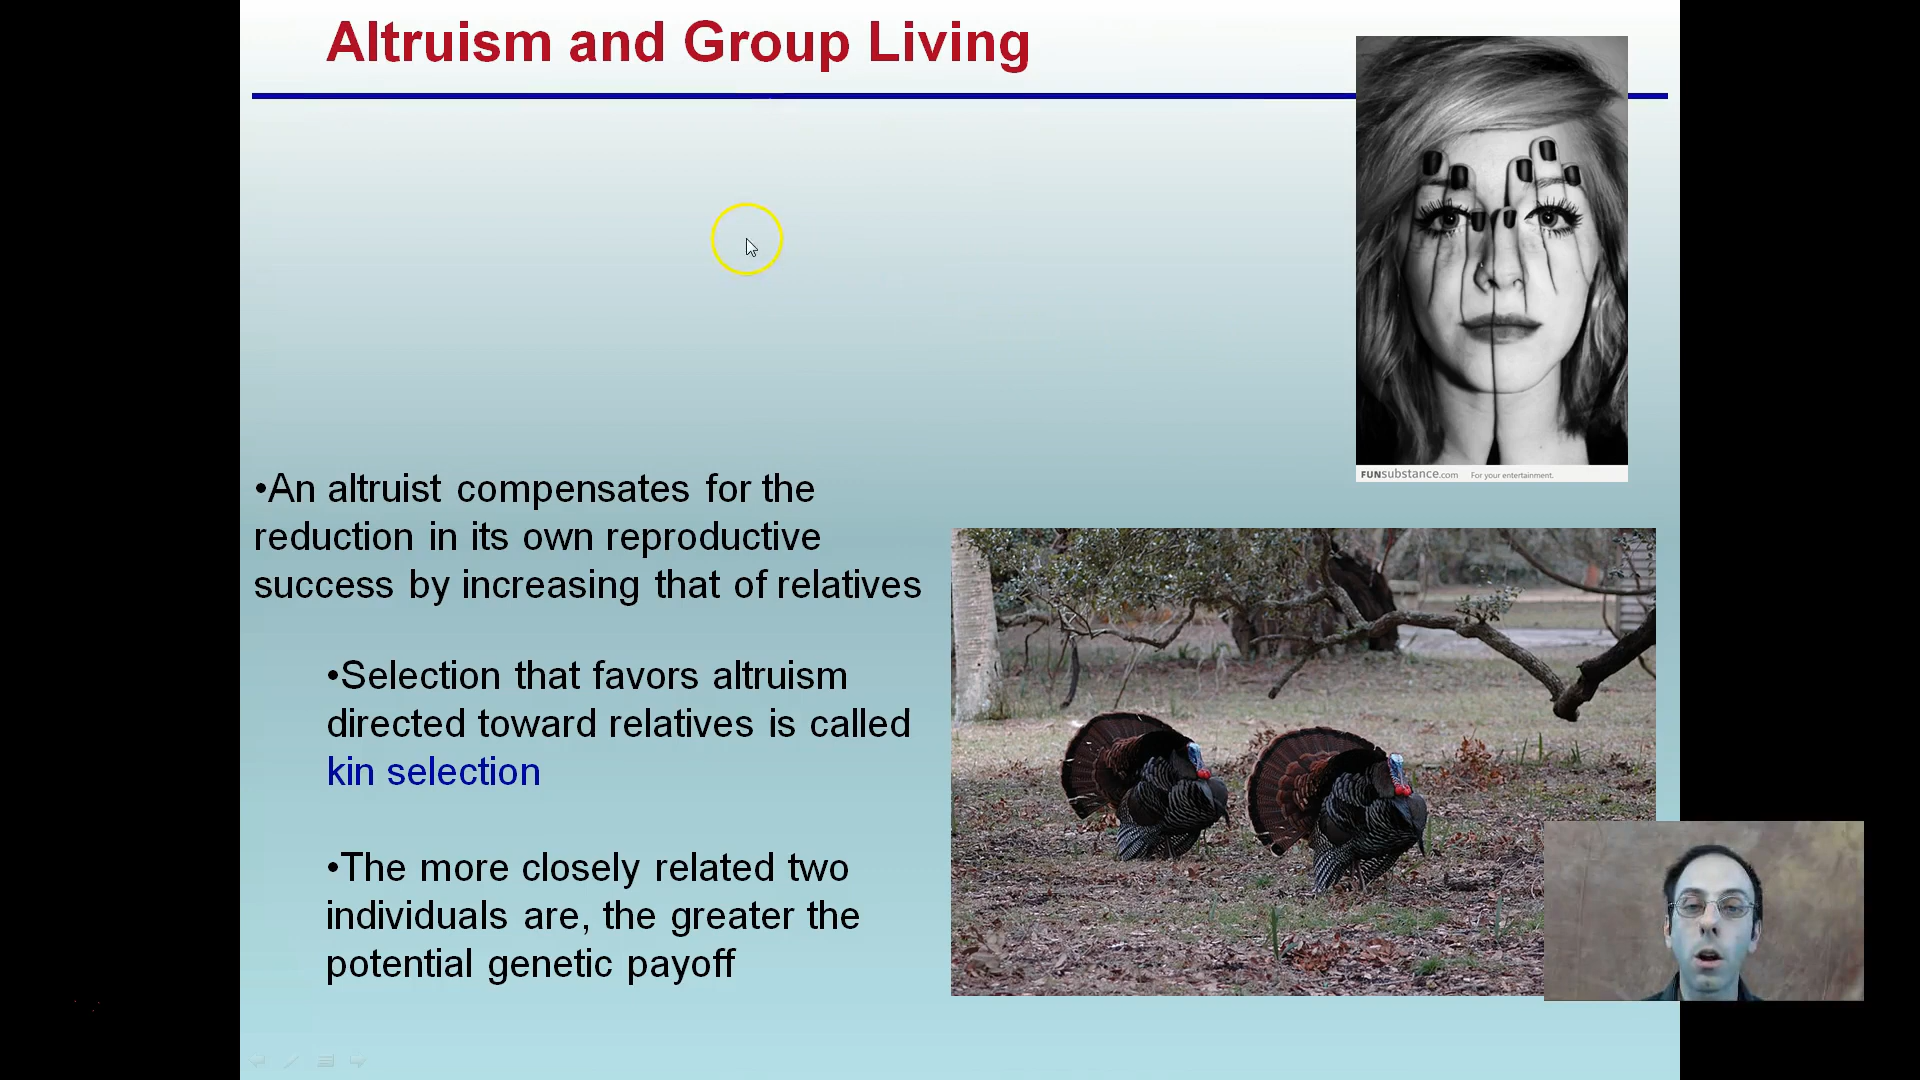 Altruism and Group Living
FUNsubstance.com For your entertainment.
•An altruist compensates for the
reduction in its own reproductive
success by increasing that of relatives
•Selection that favors altruism
directed toward relatives is called
kin selection
•The more closely related two
individuals are, the greater the
potential genetic payoff